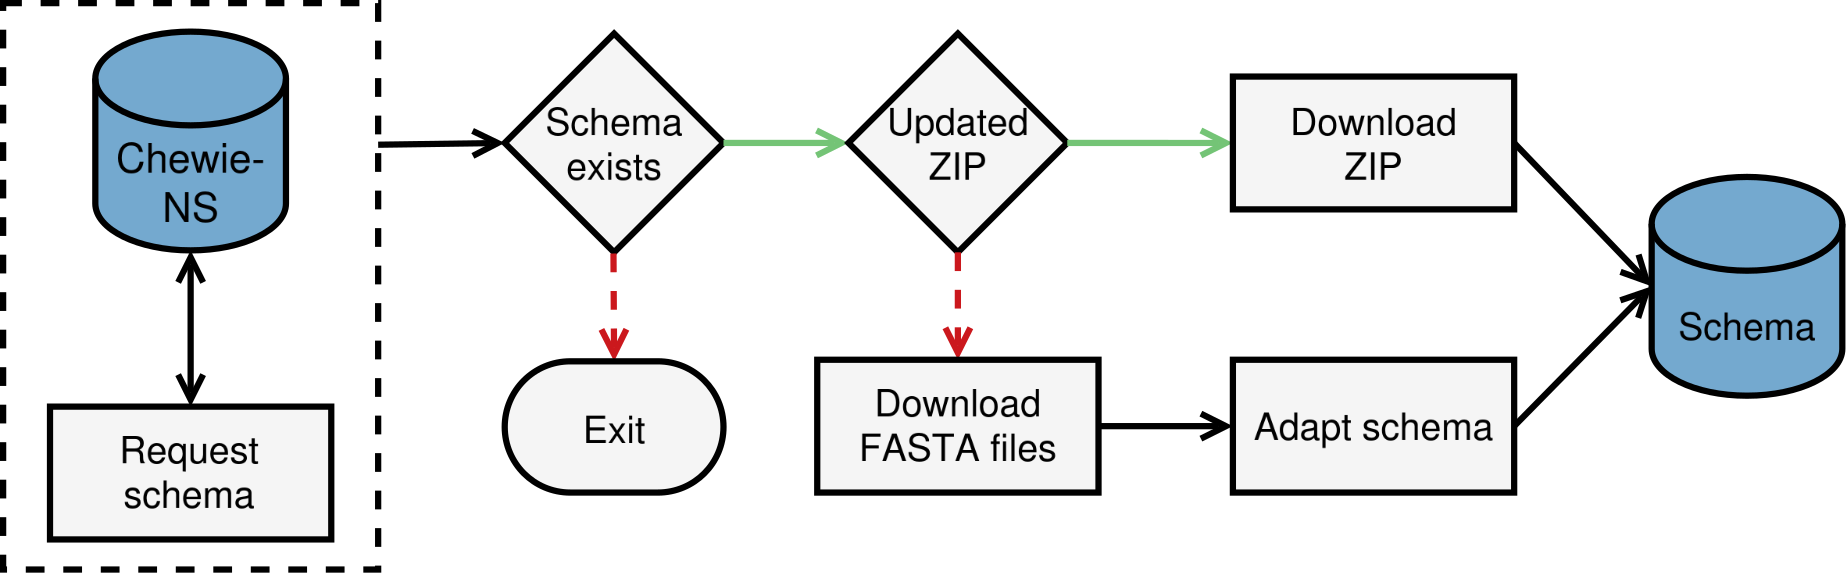 Chewie-
NS
Request
schema
Schema
exists
Exit
Updated
ZIP
Download
FASTA files
Download
ZIP
Adapt schema
Schema